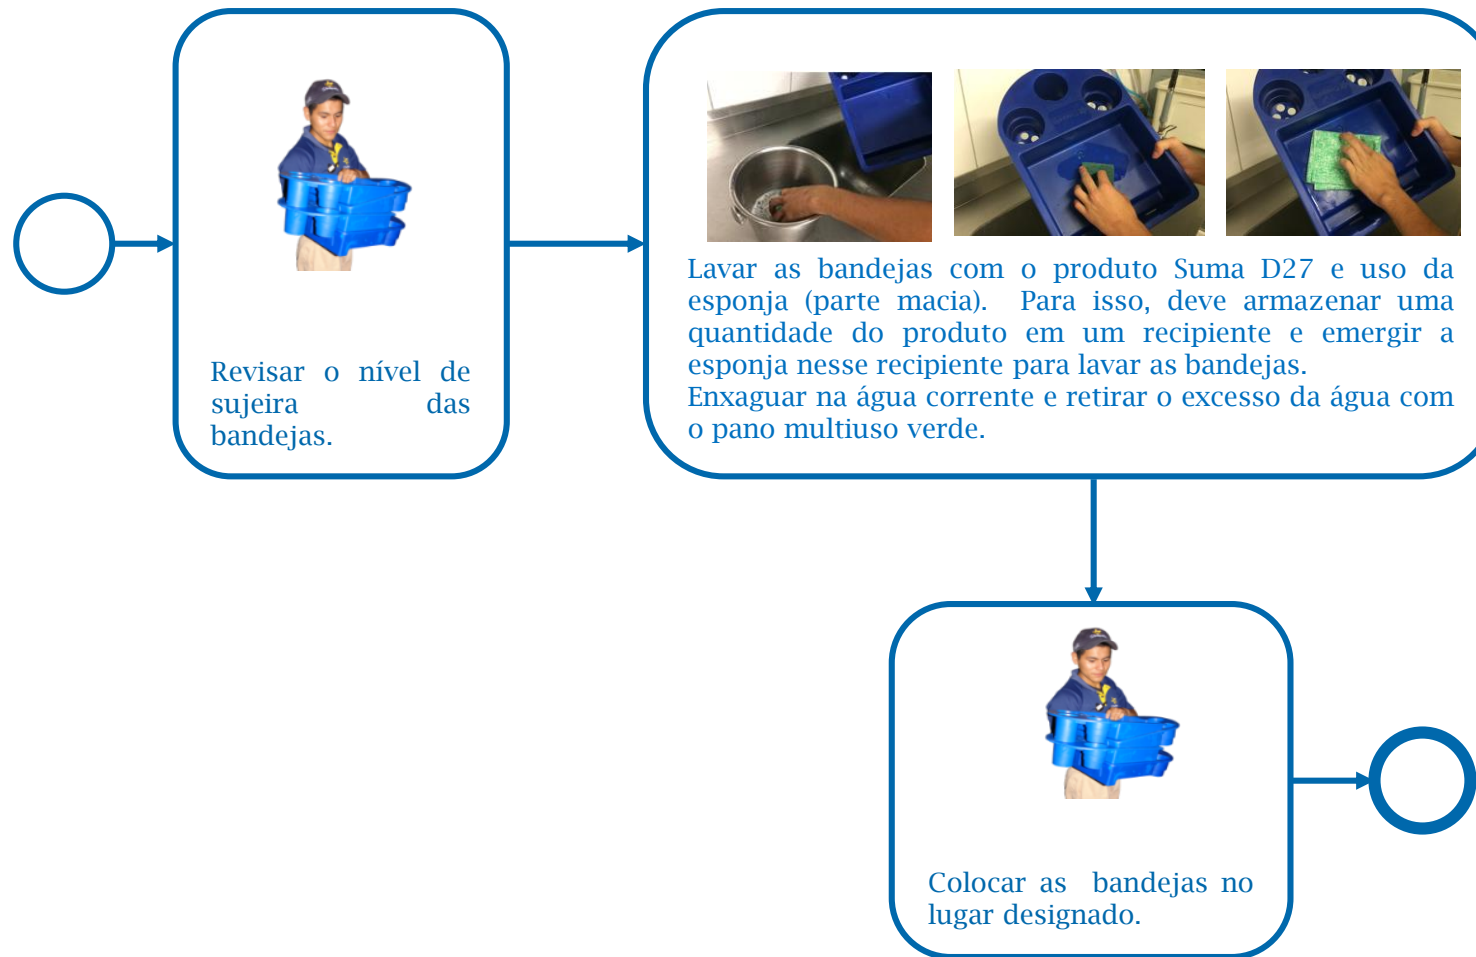 Revisar o nível de
sujeira das
bandejas.
Lavar as bandejas com o produto Suma D27 e uso da
esponja (parte macia). Para isso, deve armazenar uma
quantidade do produto em um recipiente e emergir a
esponja nesse recipiente para lavar as bandejas.
Enxaguar na água corrente e retirar o excesso da água com
o pano multiuso verde.
Colocar as bandejas no
lugar designado.